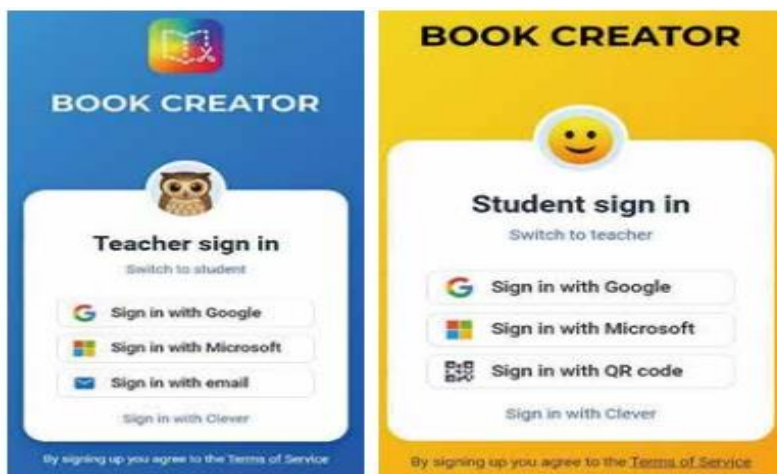 BOOK CREATOR
Teacher sign in
Switch to student
Sign in with Google
Sign in with Microsoft
Sign in with email
Sign in with Clever
By signing up you agree to the Terms of Service
BOOK CREATOR
Student sign in
Switch to teacher
Sign in with Google
Sign in with Microsoft
Sign in with QR code
Sign in with Clever
By signing up you agree to the Terms of Service